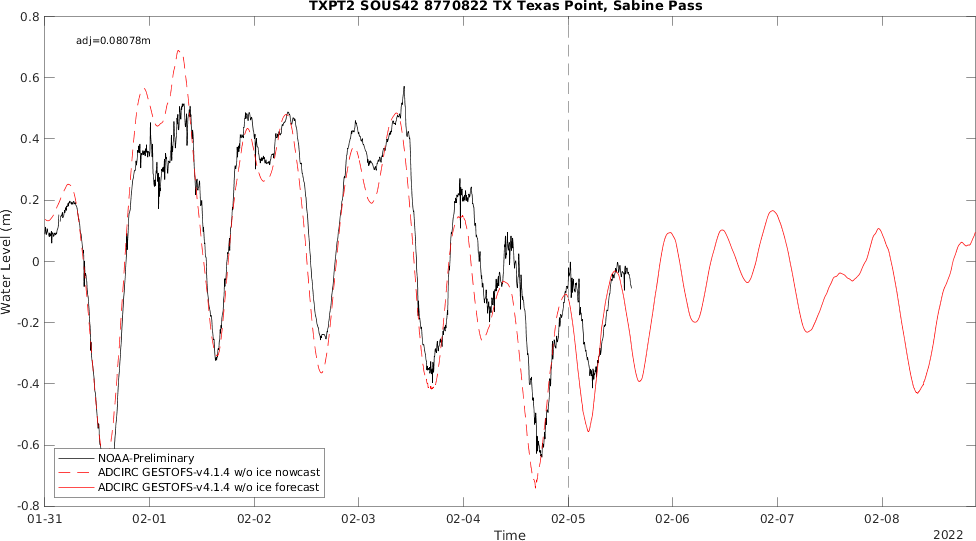 TXPT2 SOUS42 8770822 TX Texas Point, Sabine Pass
adj=0.08078m
0.8
0.6
0.4
0.2
0
-0.2
-0.4
-0.6
-0.8
Water Level (m)
NOAA-Preliminary
ADCIRC GESTOFS-v4.1.4 w/o ice nowcast
ADCIRC GESTOFS-v4.1.4 w/o ice forecast
01-31 02-01 02-02 02-03 02-04 02-05 02-06 02-07 02-08
Time
2022